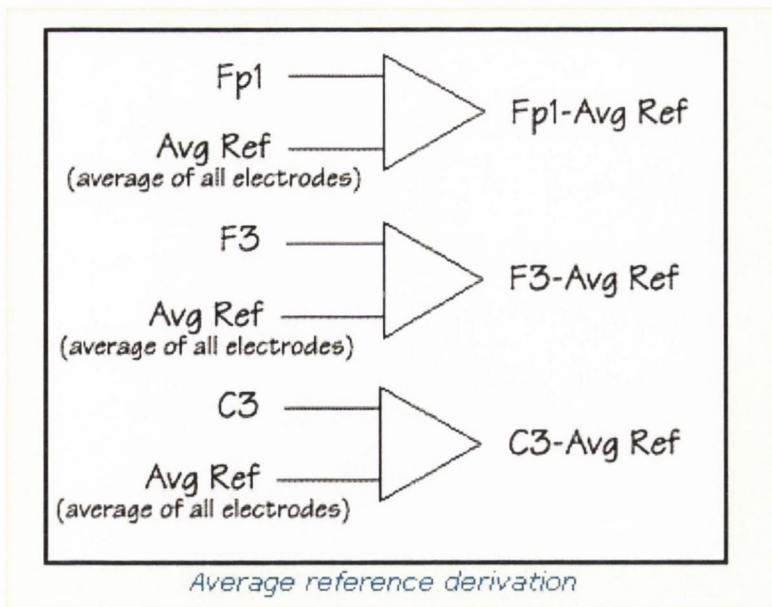 Fp1
Fp1-Avg Ref
Avg Ref
(average of all electrodes)
F3
F3-Avg Ref
Avg Ref
(average of all electrodes)
C3
C3-Avg Ref
Avg Ref
(average of all electrodes)
Average reference derivation